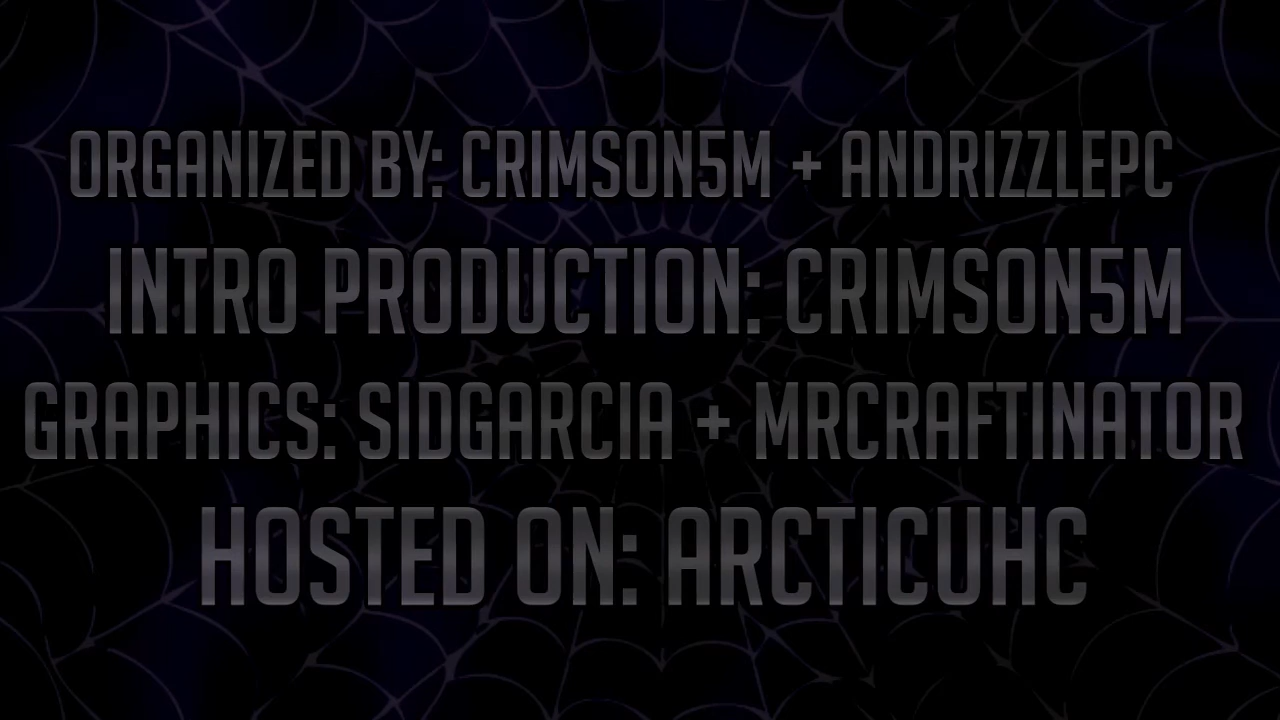 ORGANIZED BY: CRIMSON5M + ANDRIZZLEPC
INTRO PRODUCTION: CRIMSON5M
GRAPHICS: SIDGARCIA + MRCRAFTINATOR
HOSTED ON: ARCTICUHC